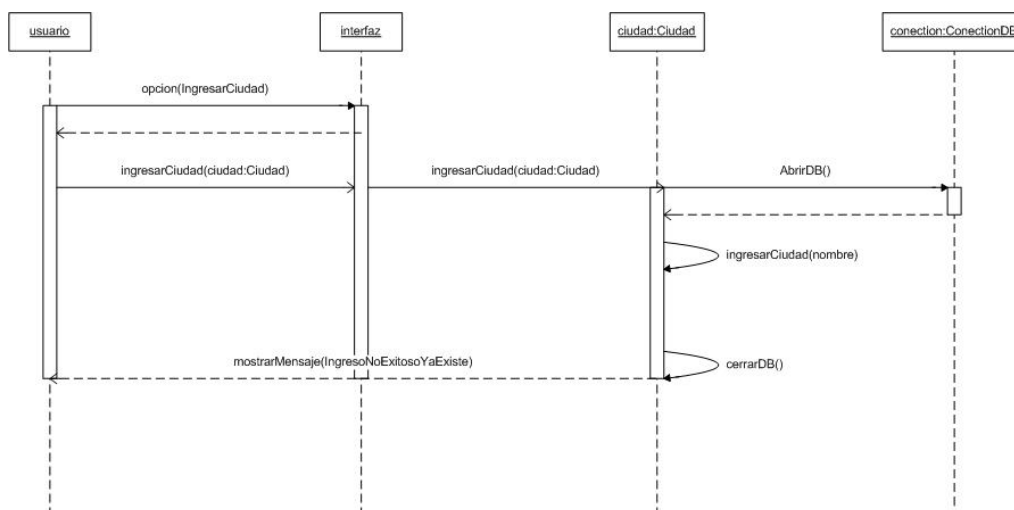 usuario
interfaz
ciudad:Ciudad
conection:ConectionDB
opcion(IngresarCiudad)
ingresarCiudad(ciudad:Ciudad)
ingresarCiudad(ciudad:Ciudad)
AbrirDB()
ingresarCiudad(nombre)
mostrarMensaje(IngresoNoExitosoYaExiste)
cerrarDB()